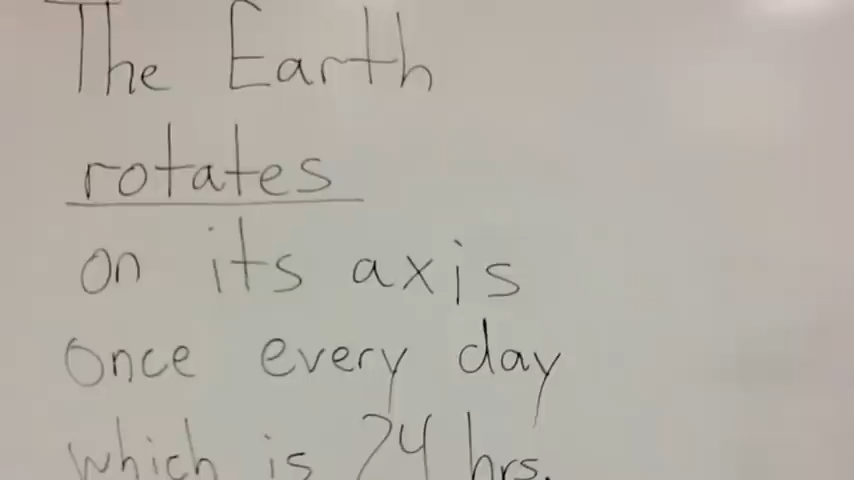 The Earth
rotates
on its axis
once every day
which is 24 hrs.